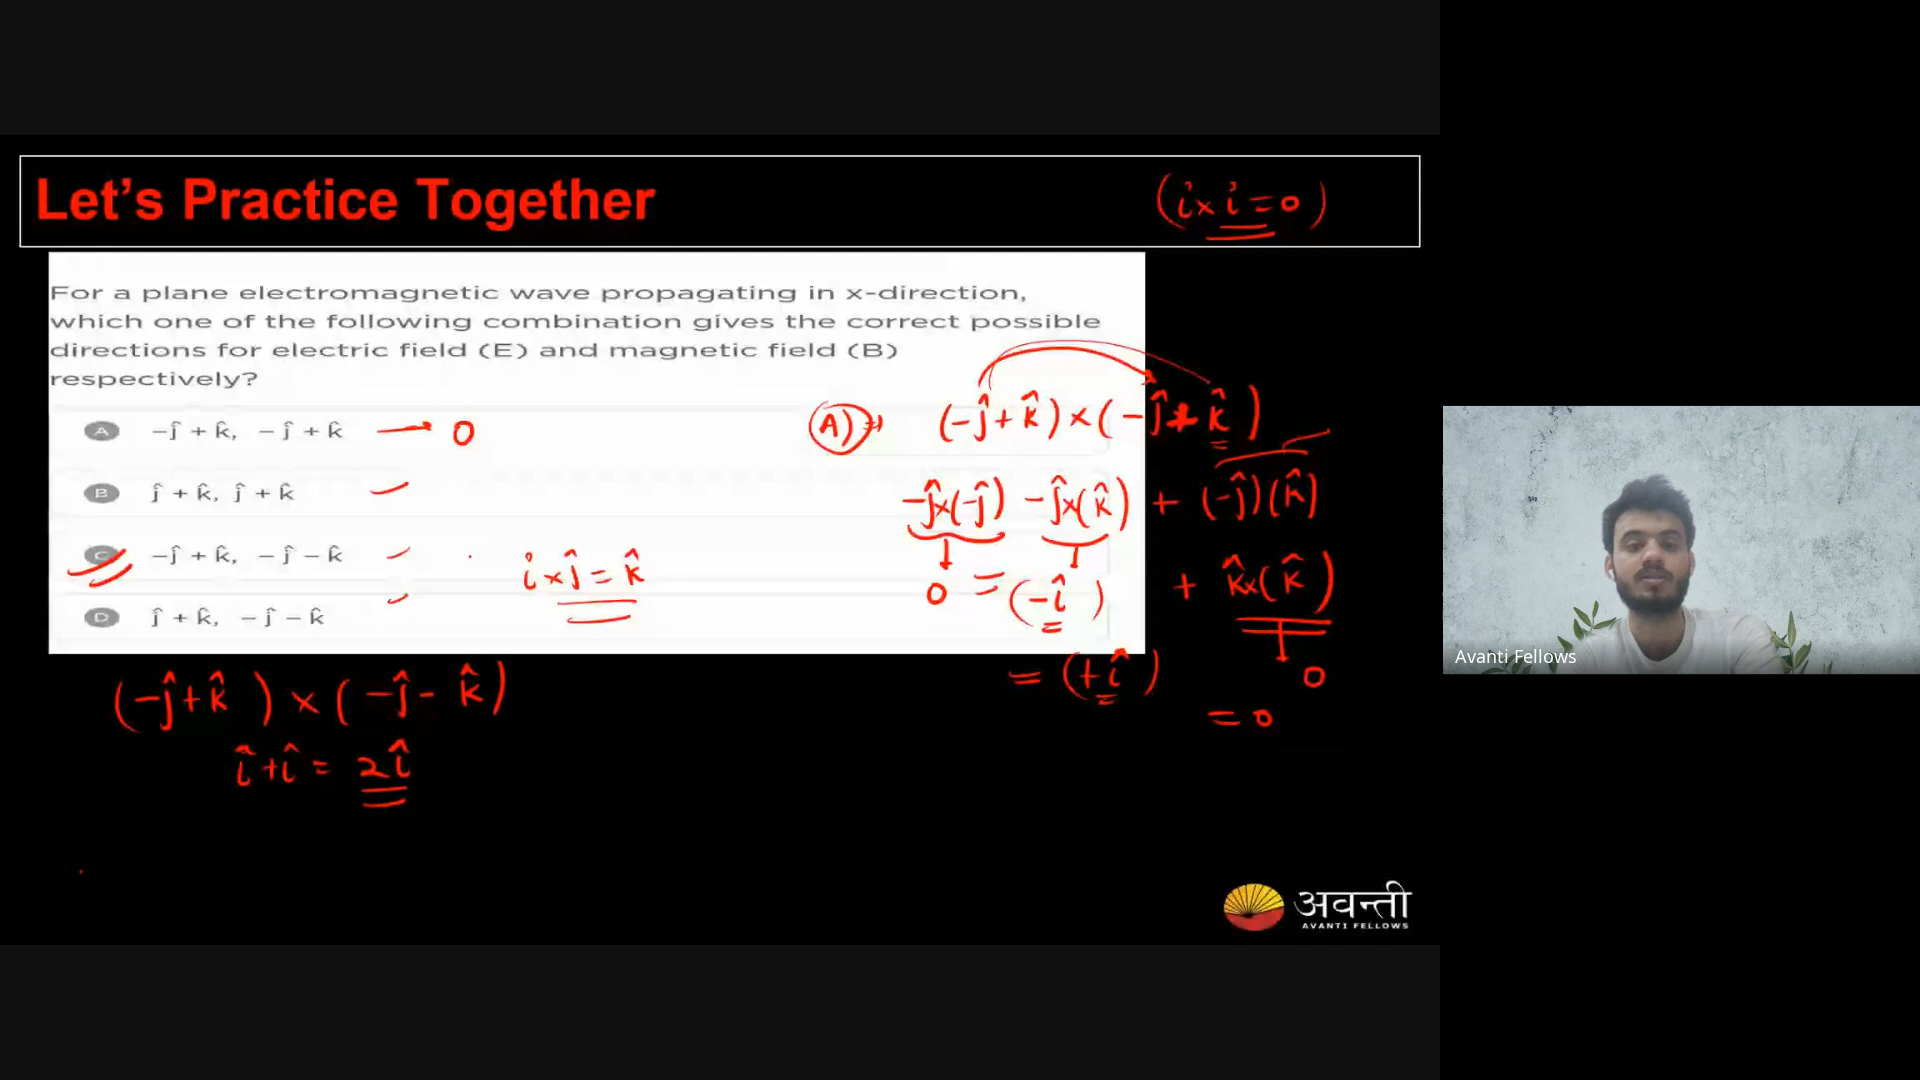 Let's Practice Together
(i × i = 0)
For a plane electromagnetic wave propagating in x-direction,
which one of the following combination gives the correct possible
directions for electric field (E) and magnetic field (B)
respectively?
A -ĵ + k̂, -ĵ + k̂ → 0
B ĵ + k̂, ĵ + k̂
C -ĵ + k̂, -ĵ - k̂
D ĵ + k̂, -ĵ - k̂
i × ĵ = k̂
A) ⇒ (-ĵ + k̂) × (-ĵ + k̂)
-ĵ×(-ĵ) -ĵ×(k̂) + (-ĵ)(k̂)
0 = (-î) + k̂×(k̂)
= (+î) 0
= 0
(-ĵ + k̂) × (-ĵ - k̂)
î + î = 2î
Avanti Fellows
अवन्ती
AVANTI FELLOWS